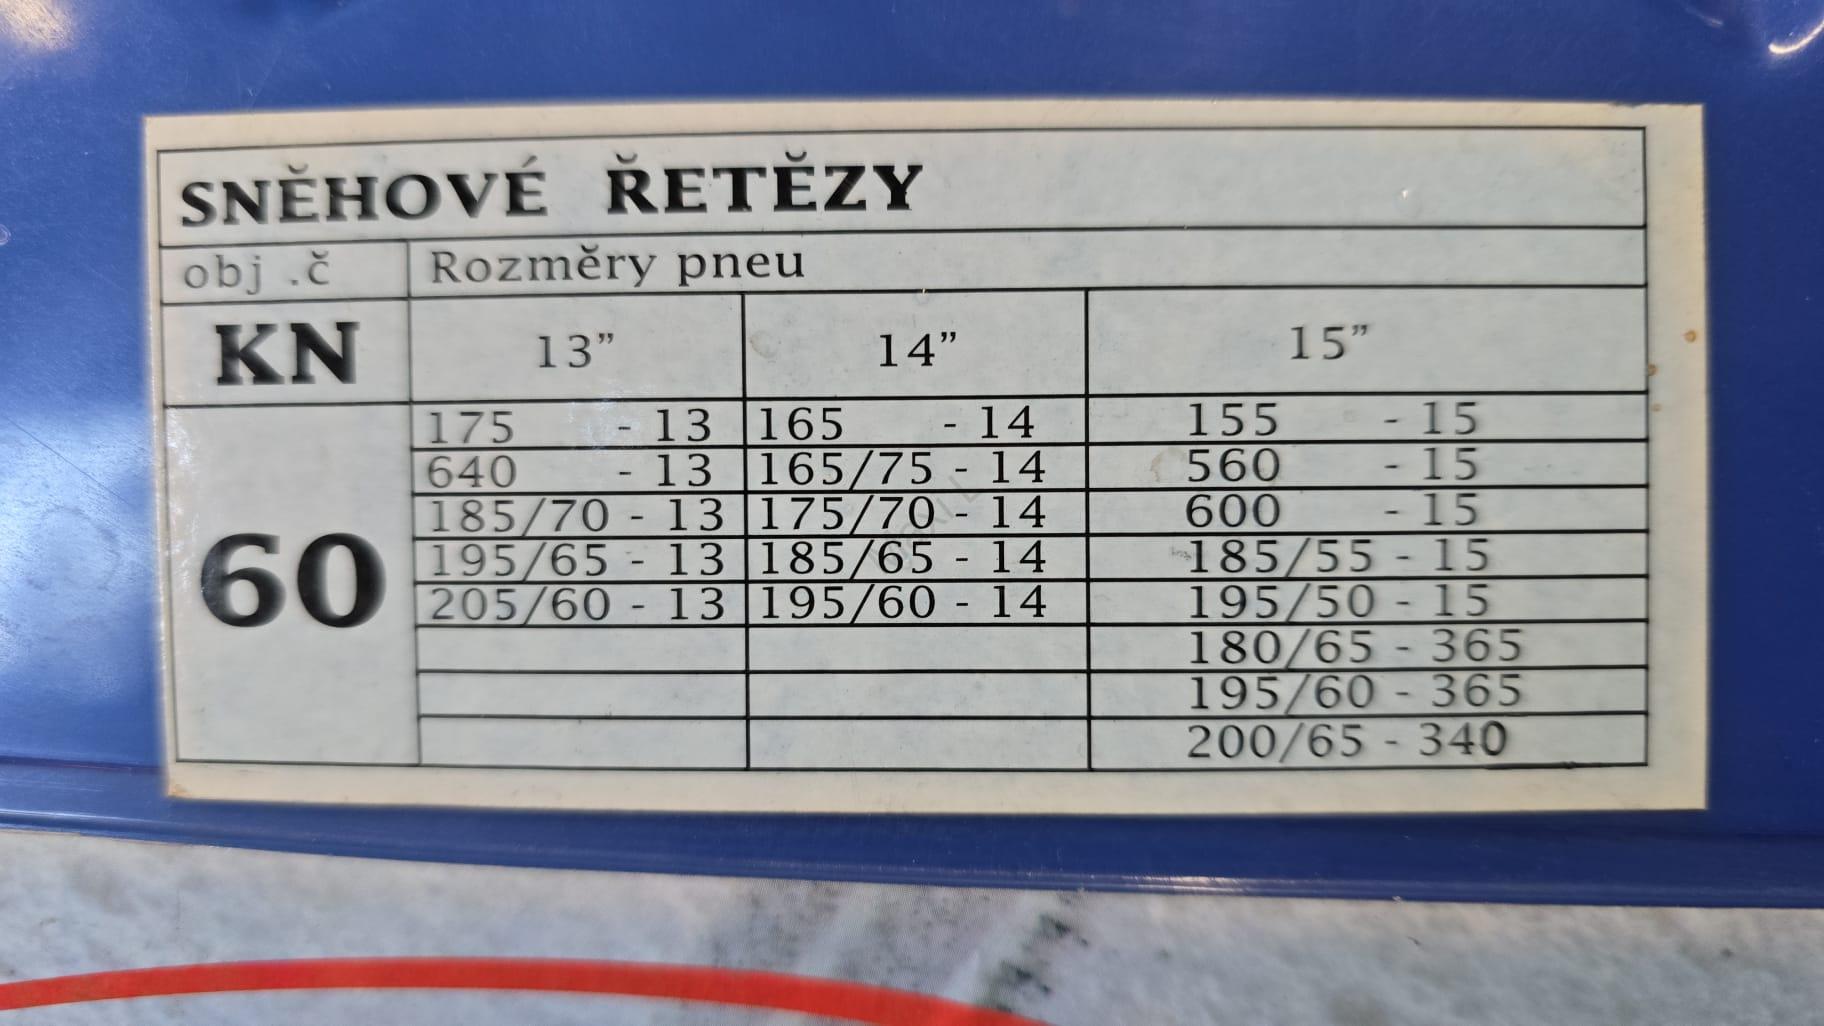 SNĚHOVÉ ŘETĚZY
obj .č Rozměry pneu
KN 13” 14” 15”
175 - 13 165 - 14 155 - 15
640 - 13 165/75 - 14 560 - 15
185/70 - 13 175/70 - 14 600 - 15
195/65 - 13 185/65 - 14 185/55 - 15
60 205/60 - 13 195/60 - 14 195/50 - 15
180/65 - 365
195/60 - 365
200/65 - 340